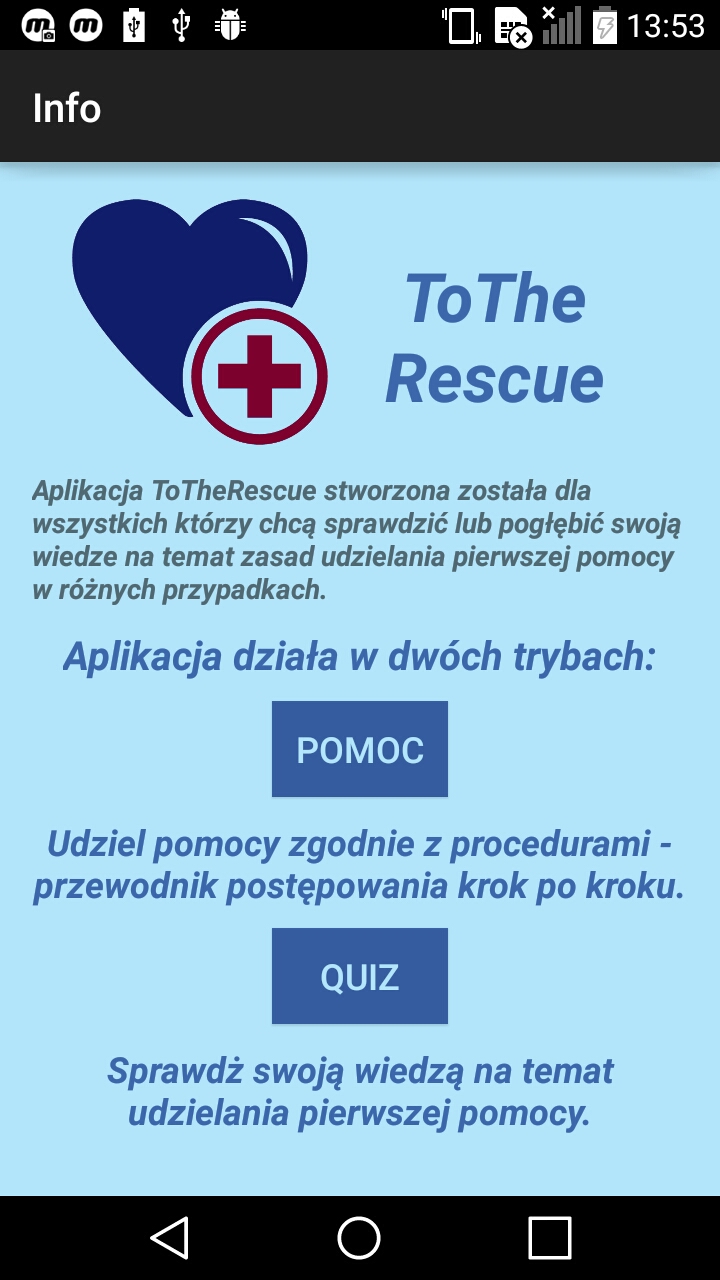 13:53
Info
ToThe
Rescue
Aplikacja ToTheRescue stworzona została dla
wszystkich którzy chcą sprawdzić lub pogłębić swoją
wiedze na temat zasad udzielania pierwszej pomocy
w różnych przypadkach.
Aplikacja działa w dwóch trybach:
POMOC
Udziel pomocy zgodnie z procedurami -
przewodnik postępowania krok po kroku.
QUIZ
Sprawdż swoją wiedzą na temat
udzielania pierwszej pomocy.